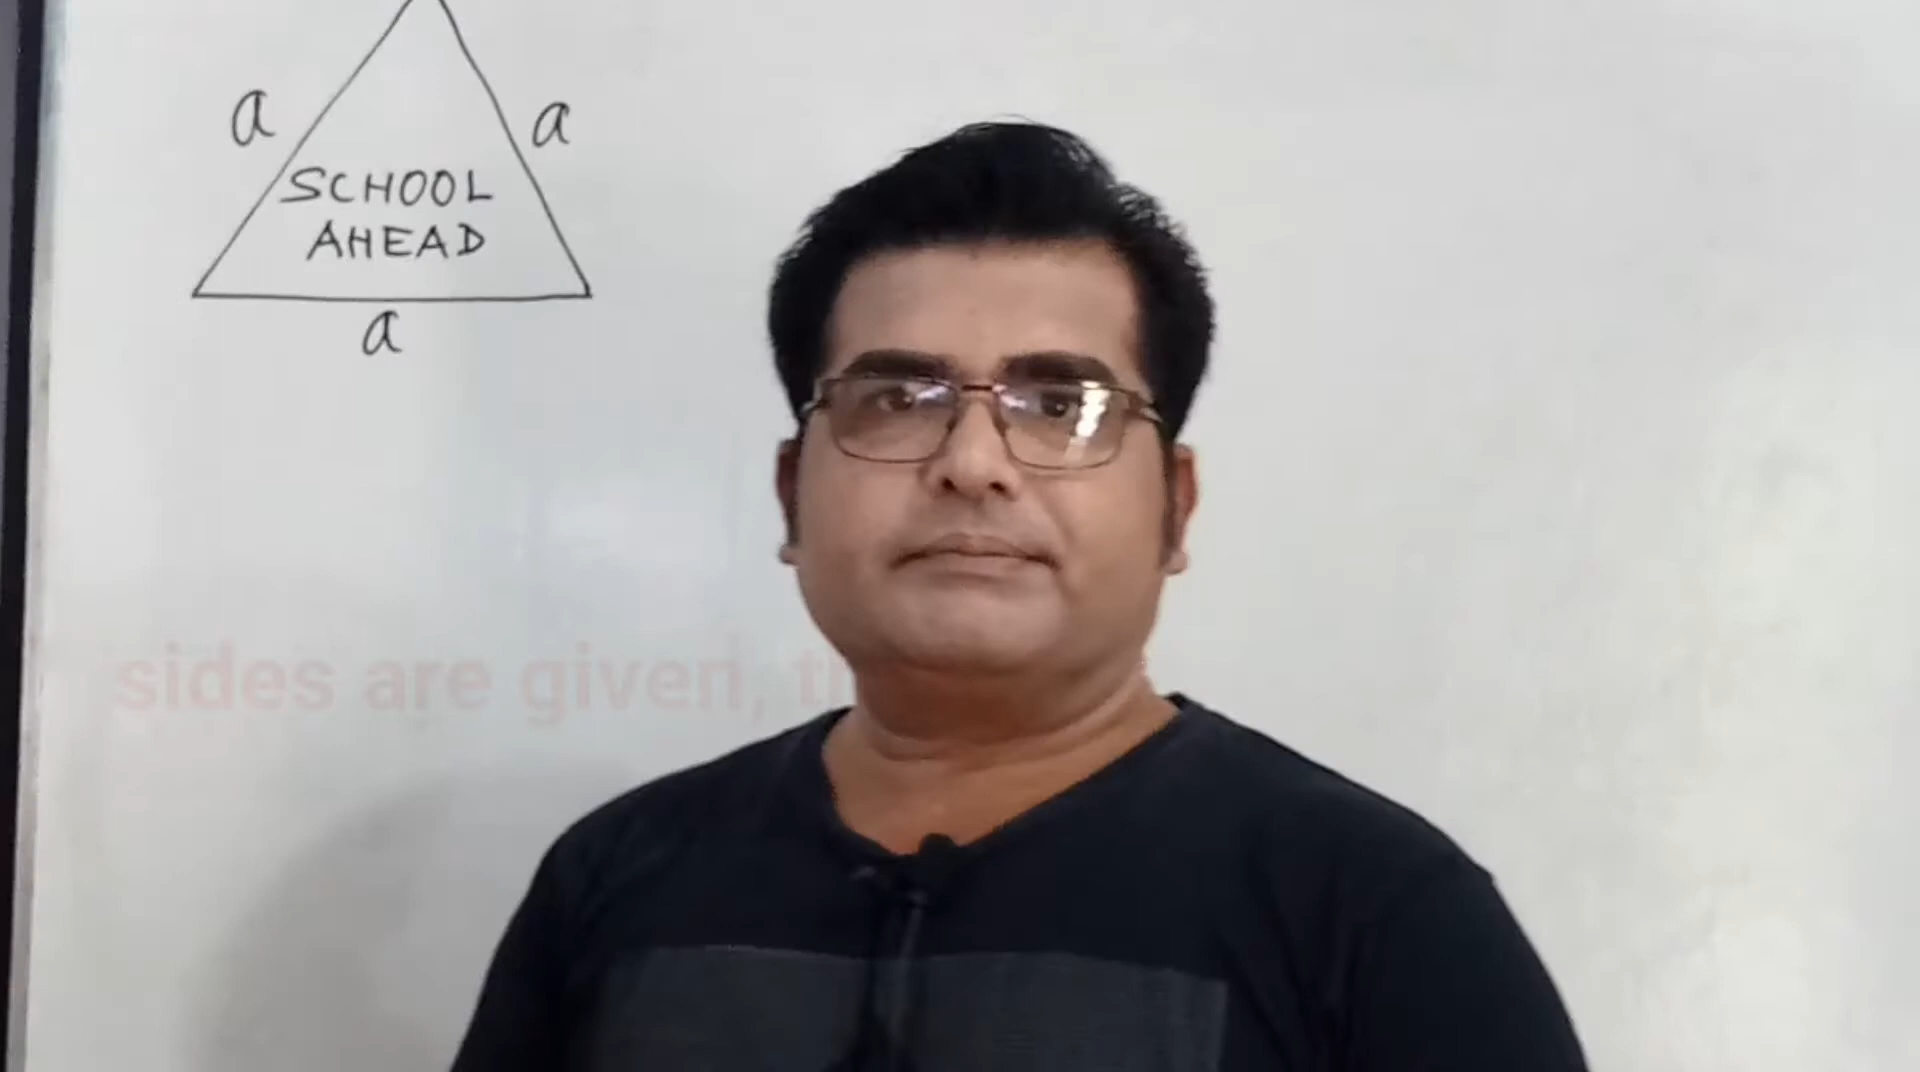 a
a
SCHOOL
AHEAD
a
sides are given,